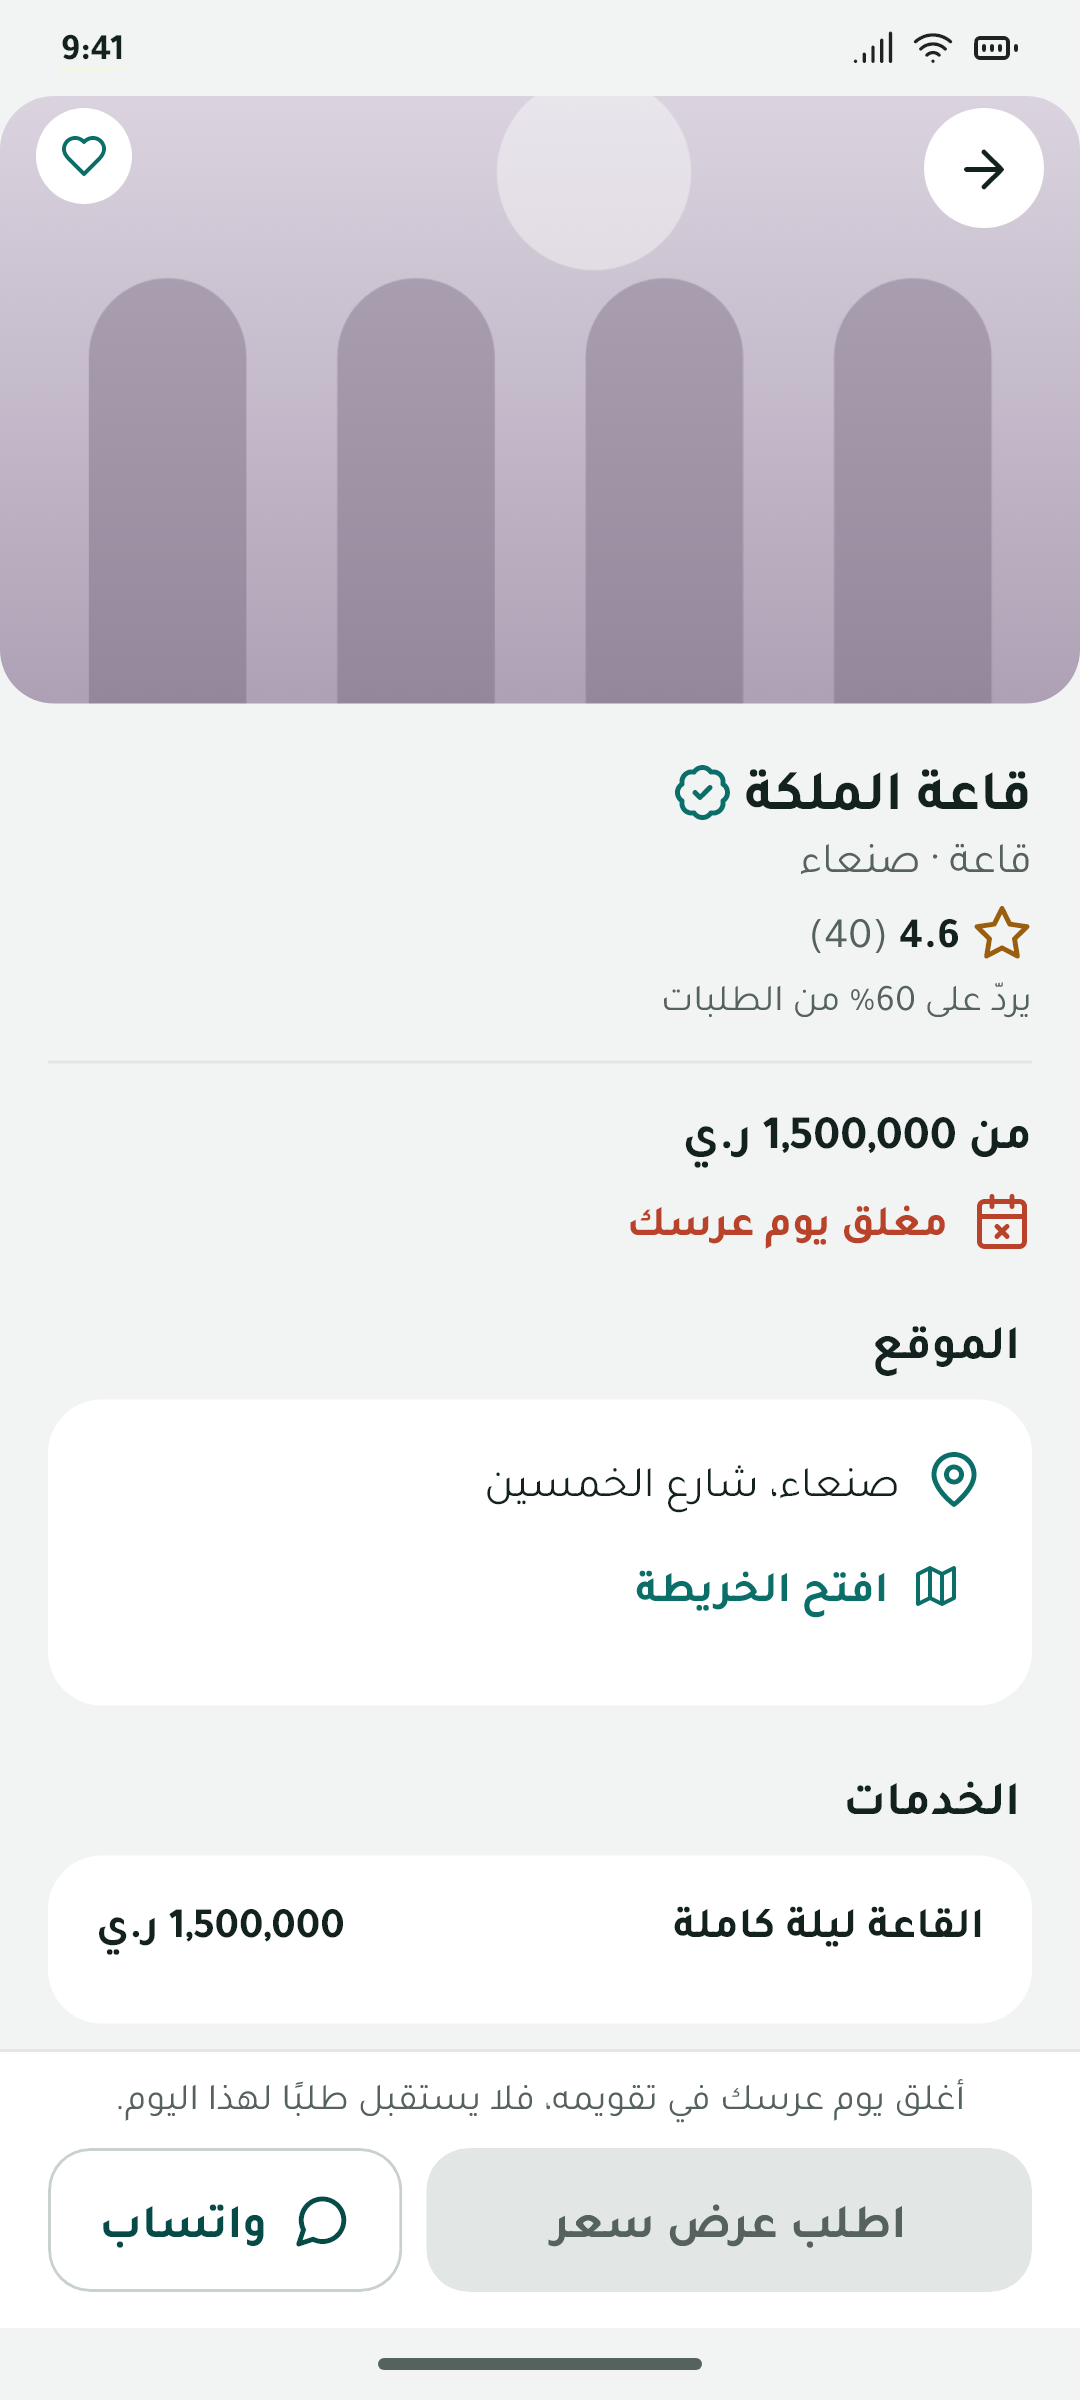 9:41
قاعة الملكة
قاعة · صنعاء
4.6 (40)
يردّ على 60% من الطلبات
من 1,500,000 ر.ي
مغلق يوم عرسك
الموقع
صنعاء، شارع الخمسين
افتح الخريطة
الخدمات
القاعة ليلة كاملة 1,500,000 ر.ي
أغلق يوم عرسك في تقويمه، فلا يستقبل طلبًا لهذا اليوم.
اطلب عرض سعر
واتساب